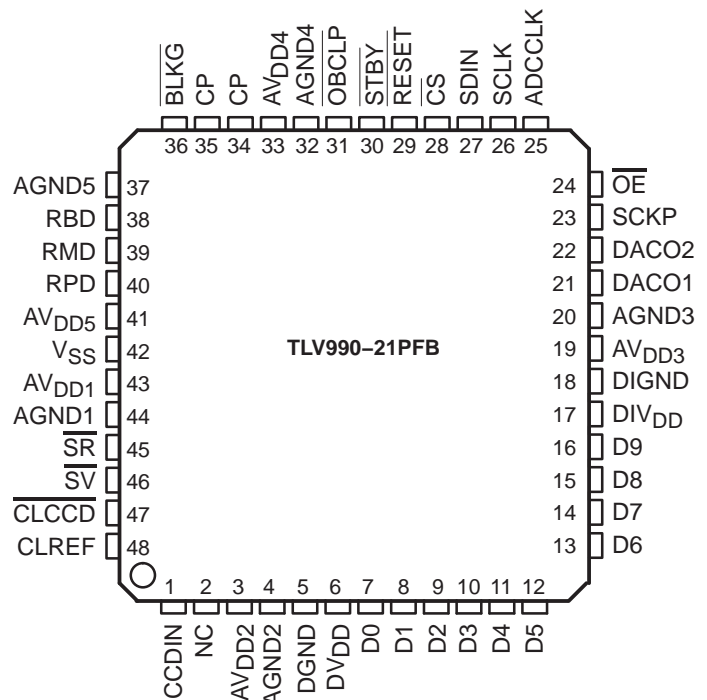 BLKG
CP
CP
AVDD4
AGND4
OBCLP
STBY
RESET
CS
SDIN
SCLK
ADCCLK
36 35 34 33 32 31 30 29 28 27 26 25
AGND5 37
RBD 38
RMD 39
RPD 40
AVDD5 41
VSS 42
AVDD1 43
AGND1 44
SR 45
SV 46
CLCCD 47
CLREF 48
TLV990–21PFB
24 OE
23 SCKP
22 DACO2
21 DACO1
20 AGND3
19 AVDD3
18 DIGND
17 DIVDD
16 D9
15 D8
14 D7
13 D6
1 2 3 4 5 6 7 8 9 10 11 12
CCDIN
NC
AVDD2
AGND2
DGND
DVDD
D0
D1
D2
D3
D4
D5